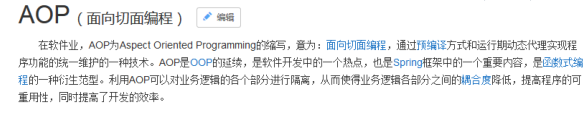 AOP（面向切面编程） 编辑
在软件业，AOP为Aspect Oriented Programming的缩写，意为：面向切面编程，通过预编译方式和运行期动态代理实现程
序功能的统一维护的一种技术。AOP是OOP的延续，是软件开发中的一个热点，也是Spring框架中的一个重要内容，是函数式编
程的一种衍生范型。利用AOP可以对业务逻辑的各个部分进行隔离，从而使得业务逻辑各部分之间的耦合度降低，提高程序的可
重用性，同时提高了开发的效率。